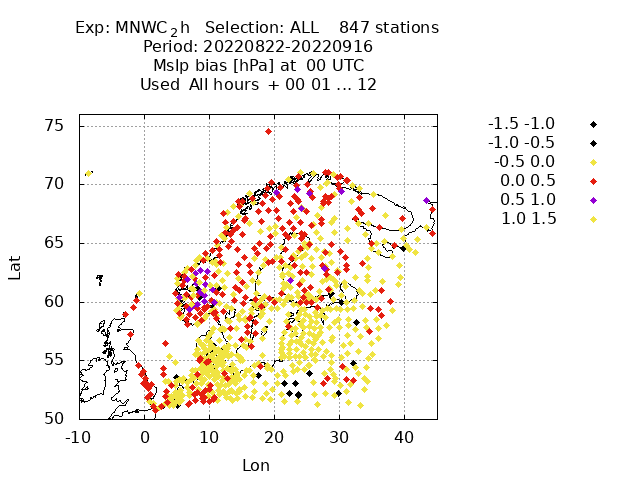 Exp: MNWC_2h   Selection: ALL    847 stations
Period: 20220822-20220916
Mslp bias [hPa] at  00 UTC
Used  All hours  + 00 01 ... 12
-1.5 -1.0
-1.0 -0.5
-0.5 0.0
0.0 0.5
0.5 1.0
1.0 1.5
75
70
65
60
55
50
Lat
-10 0 10 20 30 40
Lon